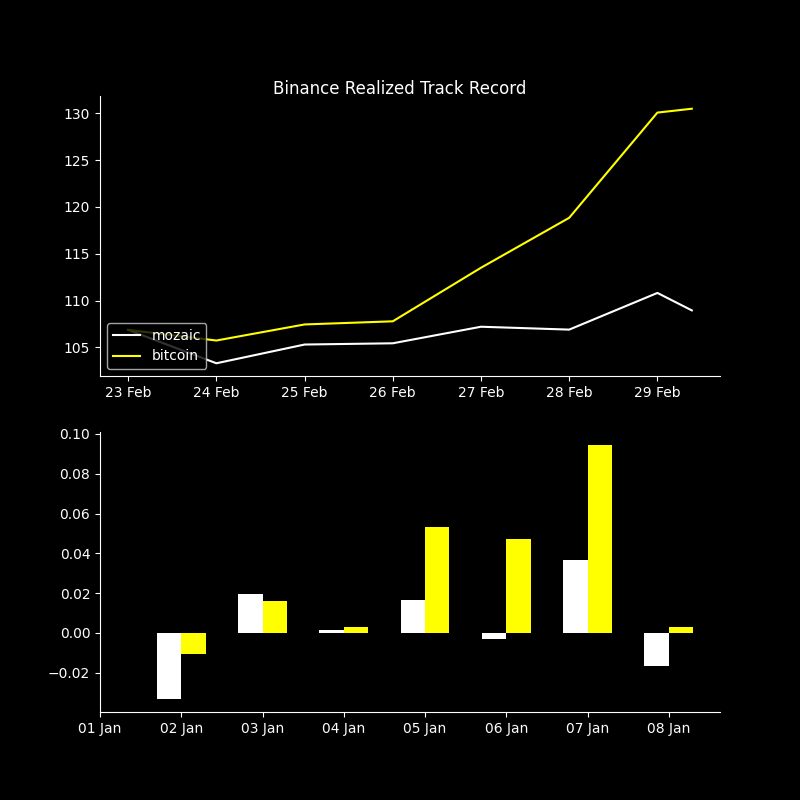 Binance Realized Track Record
130
125
120
115
110
105
mozaic
bitcoin
23 Feb 24 Feb 25 Feb 26 Feb 27 Feb 28 Feb 29 Feb
0.10
0.08
0.06
0.04
0.02
0.00
−0.02
01 Jan 02 Jan 03 Jan 04 Jan 05 Jan 06 Jan 07 Jan 08 Jan